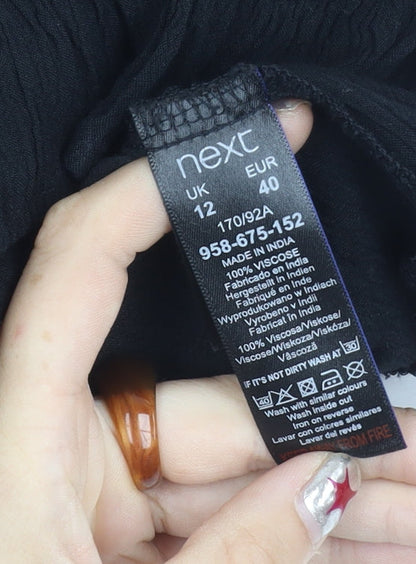 next
UK EUR
12 40
170/92A
958-675-152
MADE IN INDIA
100% VISCOSE
Fabricado en India
Hergestellt in Indien
Fabriqué en Inde
Wyprodukowano w Indiach
Vyrobeno v Indii
Fabricat în India
100% Viscosa/Viskose/
Viscose/Wiskoza/Viskóza/
Vâscoză
IF IT'S NOT DIRTY WASH AT 30
40
Wash with similar colours
Wash inside out
Iron on reverse
Lavar con colores similares
Lavar del revés
FROM FIRE